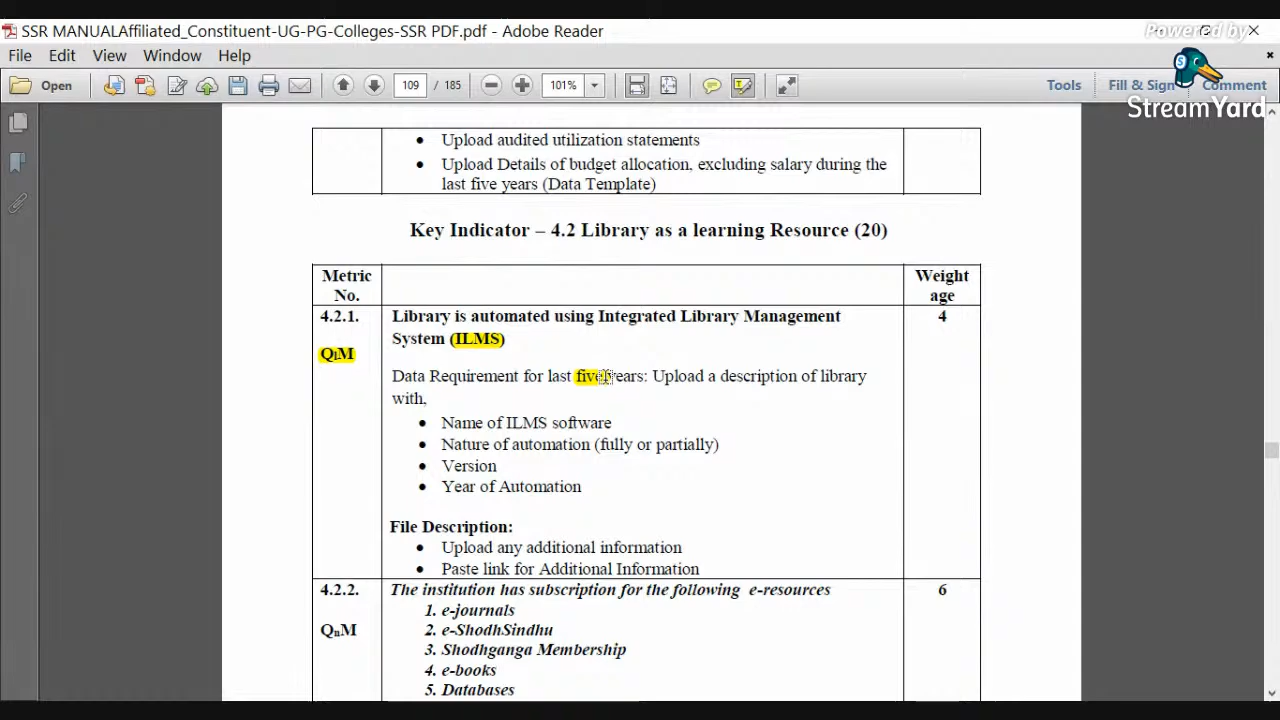 SSR MANUALAffiliated_Constituent-UG-PG-Colleges-SSR PDF.pdf - Adobe Reader
Powered by
File Edit View Window Help
Open 109 / 185 101% Tools Fill & Sign Comment
StreamYard
• Upload audited utilization statements
• Upload Details of budget allocation, excluding salary during the
last five years (Data Template)
Key Indicator – 4.2 Library as a learning Resource (20)
Metric No. Weight age
4.2.1. Library is automated using Integrated Library Management 4
System (ILMS)
QlM
Data Requirement for last five years: Upload a description of library
with,
• Name of ILMS software
• Nature of automation (fully or partially)
• Version
• Year of Automation
File Description:
• Upload any additional information
• Paste link for Additional Information
4.2.2. The institution has subscription for the following e-resources 6
1. e-journals
QnM 2. e-ShodhSindhu
3. Shodhganga Membership
4. e-books
5. Databases